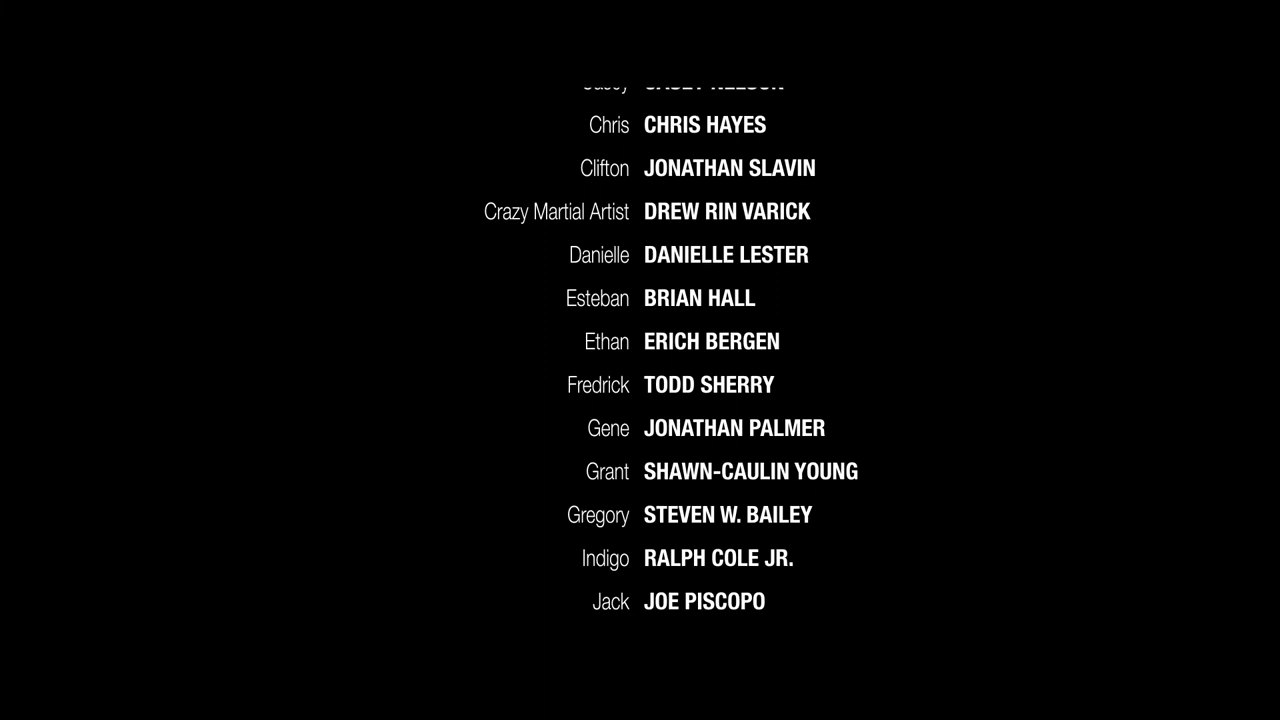 Chris CHRIS HAYES
Clifton JONATHAN SLAVIN
Crazy Martial Artist DREW RIN VARICK
Danielle DANIELLE LESTER
Esteban BRIAN HALL
Ethan ERICH BERGEN
Fredrick TODD SHERRY
Gene JONATHAN PALMER
Grant SHAWN-CAULIN YOUNG
Gregory STEVEN W. BAILEY
Indigo RALPH COLE JR.
Jack JOE PISCOPO